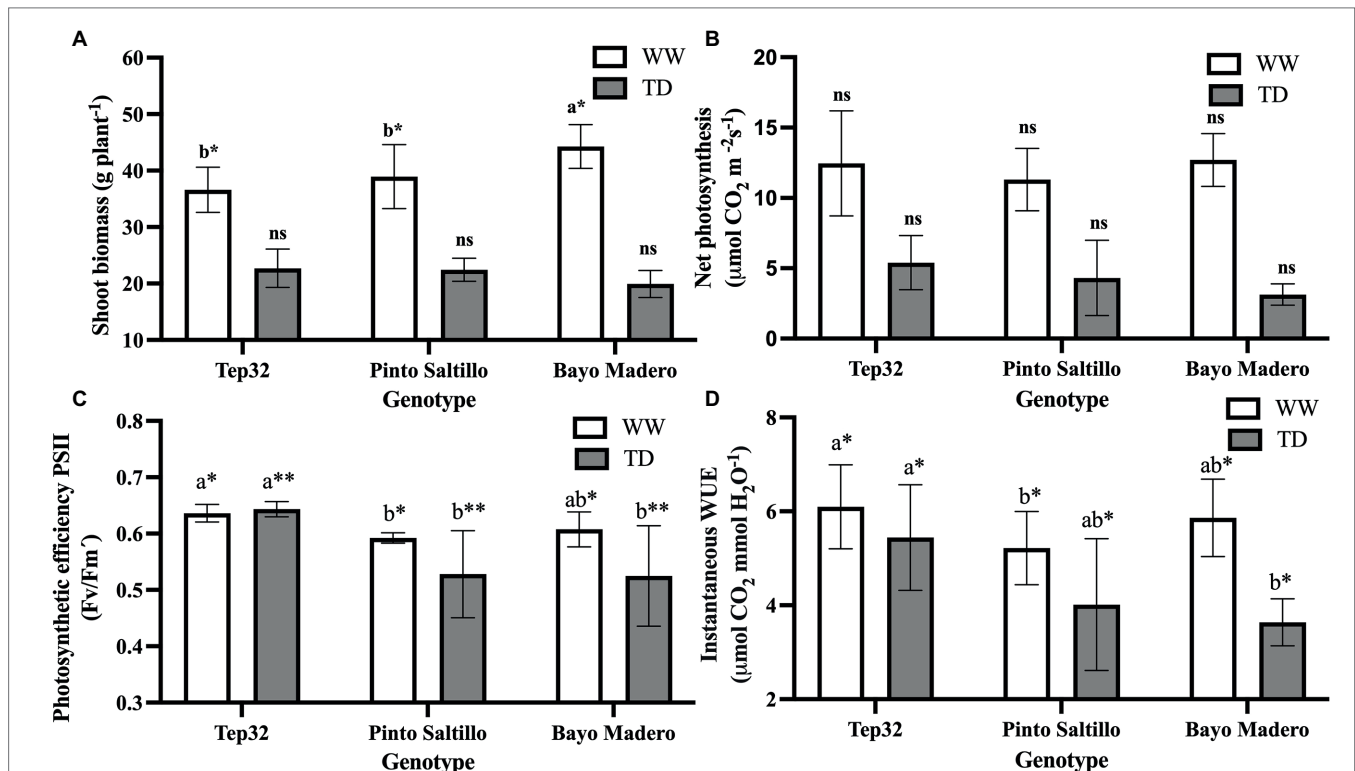 A
Shoot biomass (g plant⁻¹)
60
50
40
30
20
10
WW
TD
b*
ns
b*
ns
a*
ns
Tep32
Pinto Saltillo
Bayo Madero
Genotype
B
Net photosynthesis
(μmol CO₂ m ⁻²s⁻¹)
20
15
10
5
0
WW
TD
ns
ns
ns
ns
ns
ns
Tep32
Pinto Saltillo
Bayo Madero
Genotype
C
Photosynthetic efficiency PSII
(Fv/Fm´)
0.8
0.7
0.6
0.5
0.4
0.3
WW
TD
a*
a**
b*
b**
ab*
b**
Tep32
Pinto Saltillo
Bayo Madero
Genotype
D
Instantaneous WUE
(μmol CO₂ mmol H₂O⁻¹)
8
6
4
2
WW
TD
a*
a*
b*
ab*
ab*
b*
Tep32
Pinto Saltillo
Bayo Madero
Genotype